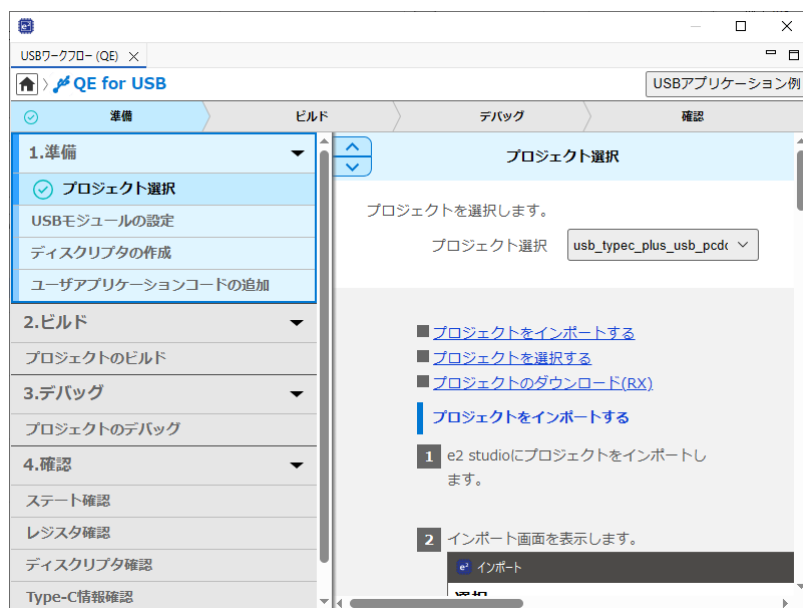 USBワークフロー (QE)
QE for USB
USBアプリケーション例
準備
ビルド
デバッグ
確認
1.準備
プロジェクト選択
USBモジュールの設定
ディスクリプタの作成
ユーザアプリケーションコードの追加
2.ビルド
プロジェクトのビルド
3.デバッグ
プロジェクトのデバッグ
4.確認
ステート確認
レジスタ確認
ディスクリプタ確認
Type-C情報確認
プロジェクト選択
プロジェクトを選択します。
プロジェクト選択
usb_typec_plus_usb_pcdc
プロジェクトをインポートする
プロジェクトを選択する
プロジェクトのダウンロード(RX)
プロジェクトをインポートする
1 e2 studioにプロジェクトをインポートし
ます。
2 インポート画面を表示します。
e² インポート
選択